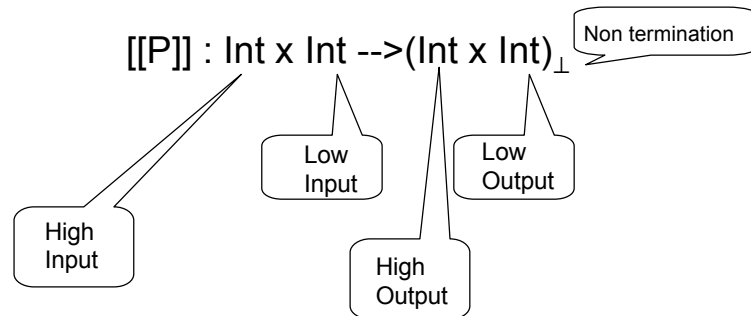 [[P]] : Int x Int -->(Int x Int)⊥
Non termination
Low
Input
Low
Output
High
Input
High
Output